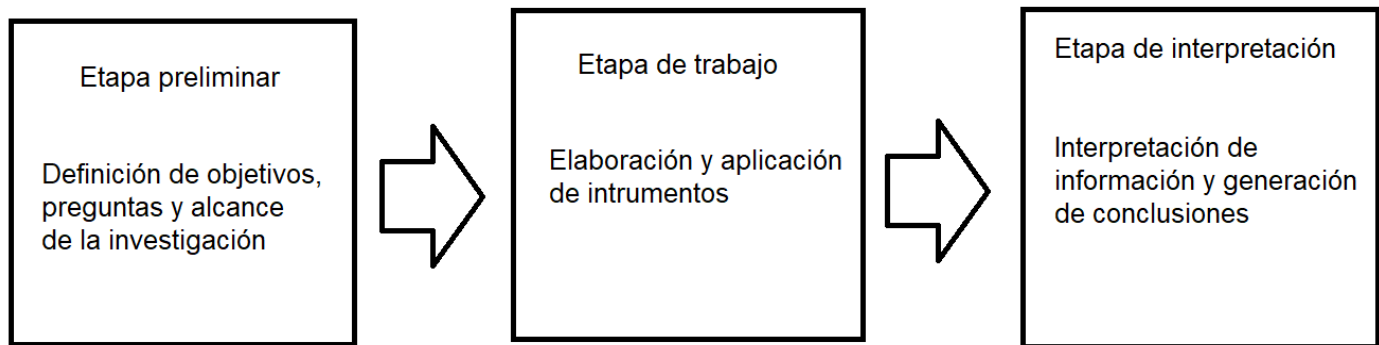 Etapa preliminar
Definición de objetivos,
preguntas y alcance
de la investigación
Etapa de trabajo
Elaboración y aplicación
de intrumentos
Etapa de interpretación
Interpretación de
información y generación
de conclusiones